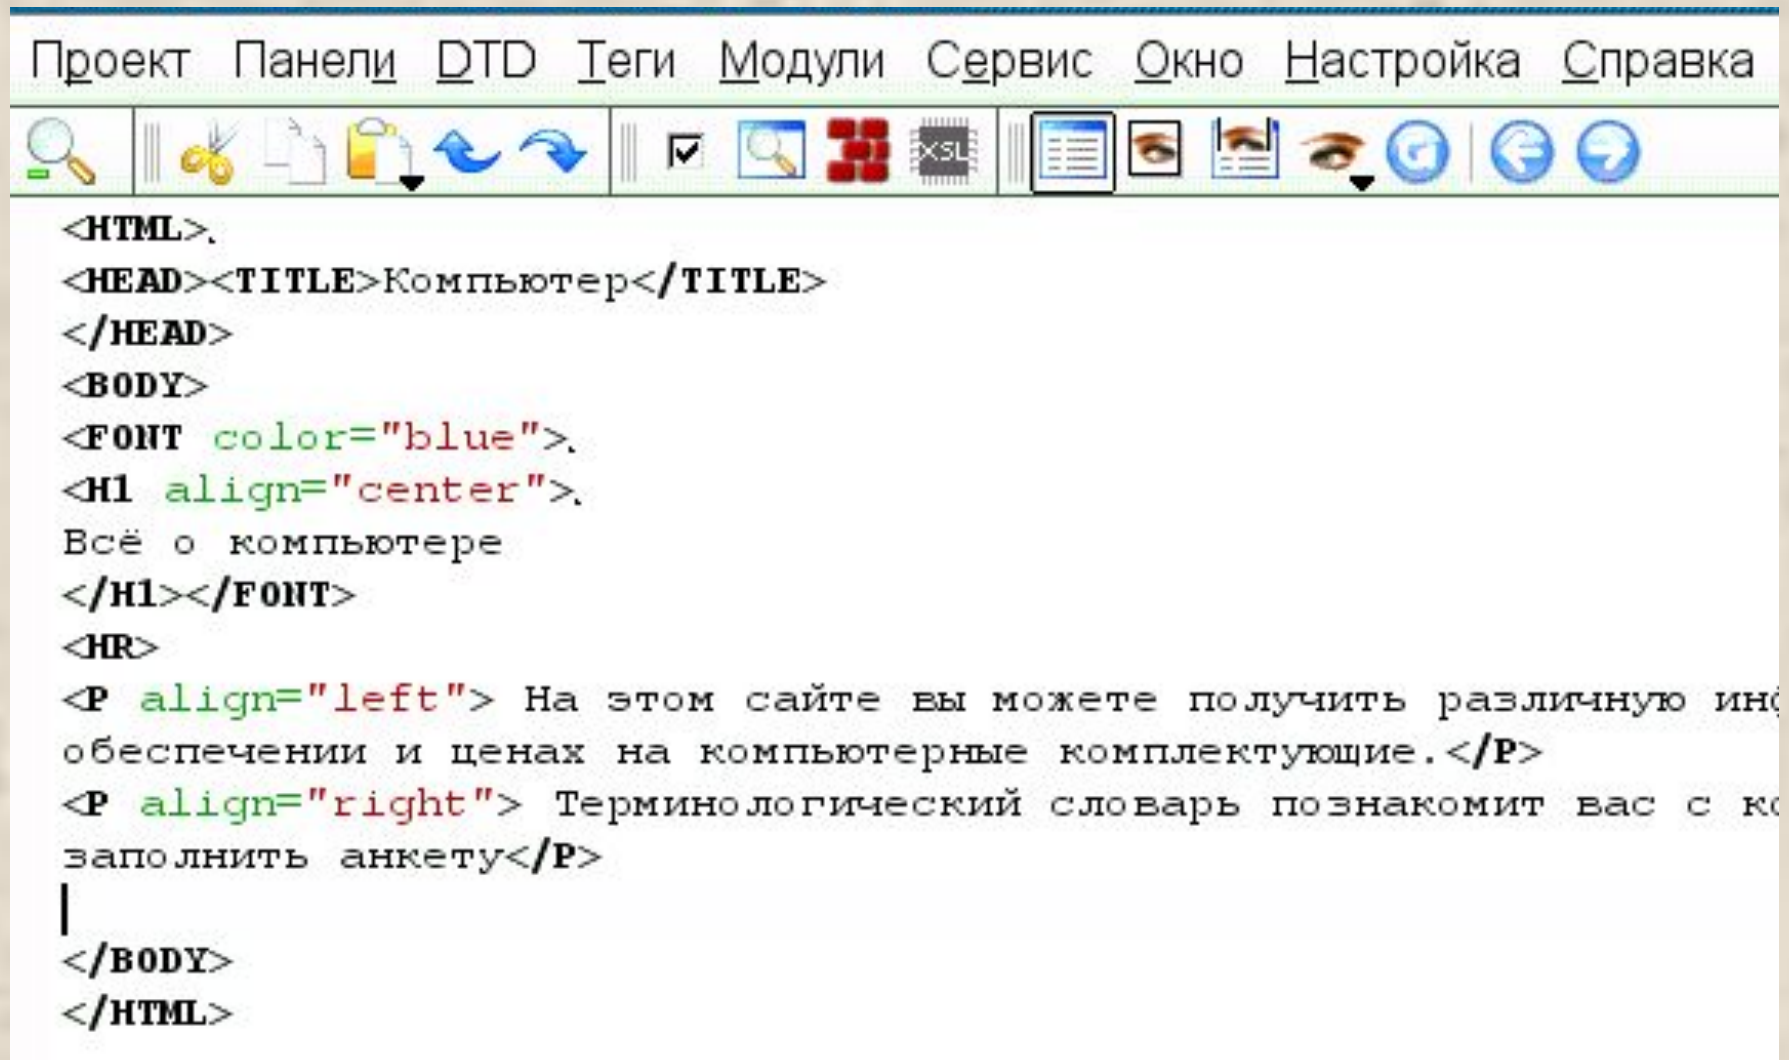 Проект Панели DTD Теги Модули Сервис Окно Настройка Справка
XSL
<HTML>
<HEAD><TITLE>Компьютер</TITLE>
</HEAD>
<BODY>
<FONT color="blue">
<H1 align="center">
Всё о компьютере
</H1></FONT>
<HR>
<P align="left"> На этом сайте вы можете получить различную
обеспечении и ценах на компьютерные комплектующие.</P>
<P align="right"> Терминологический словарь познакомит вас с
заполнить анкету</P>
</BODY>
</HTML>